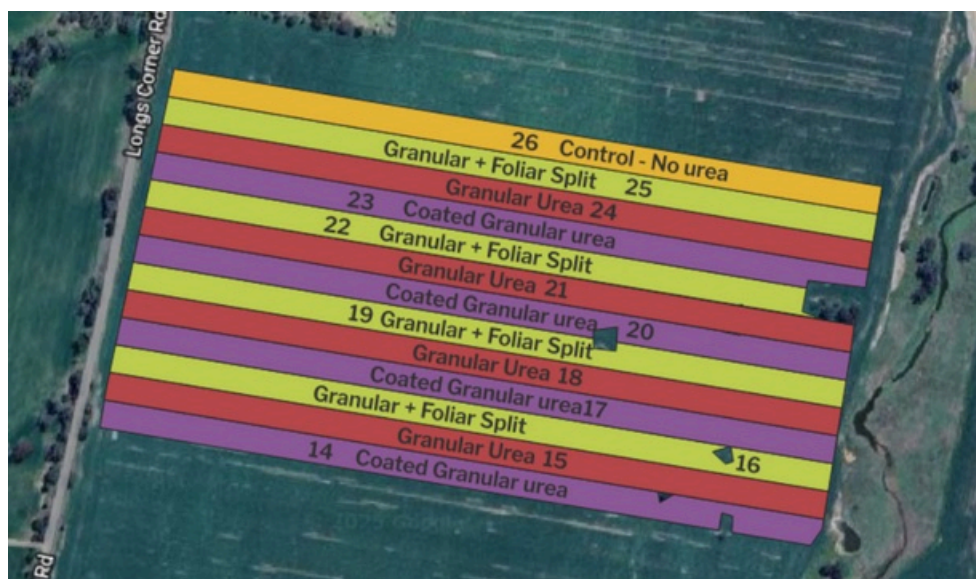 Longs Corner Rd
26 Control - No urea
Granular + Foliar Split 25
Granular Urea 24
23 Coated Granular urea
22 Granular + Foliar Split
Granular Urea 21
Coated Granular urea 20
19 Granular + Foliar Split
Granular Urea 18
Coated Granular urea17
Granular + Foliar Split 16
Granular Urea 15
14 Coated Granular urea
Rd